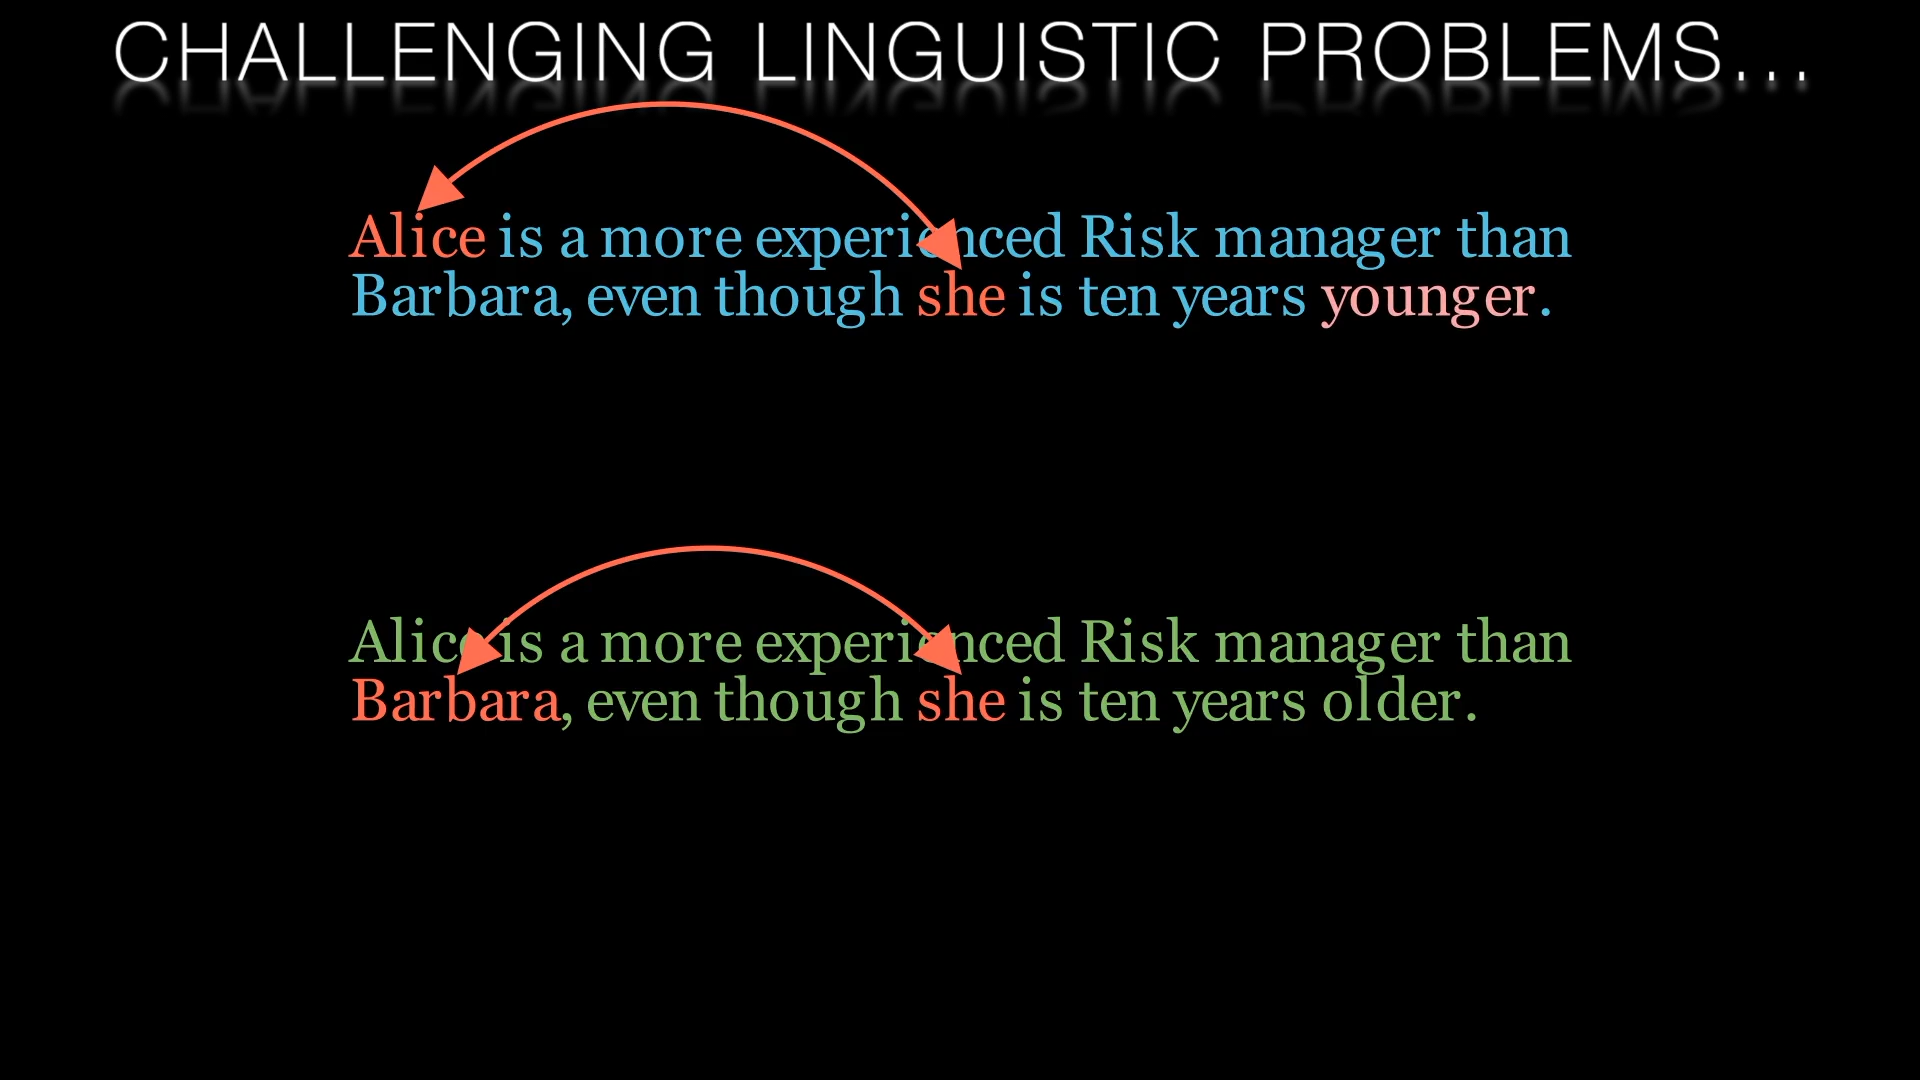 CHALLENGING LINGUISTIC PROBLEMS...
Alice is a more experienced Risk manager than
Barbara, even though she is ten years younger.
Alice is a more experienced Risk manager than
Barbara, even though she is ten years older.